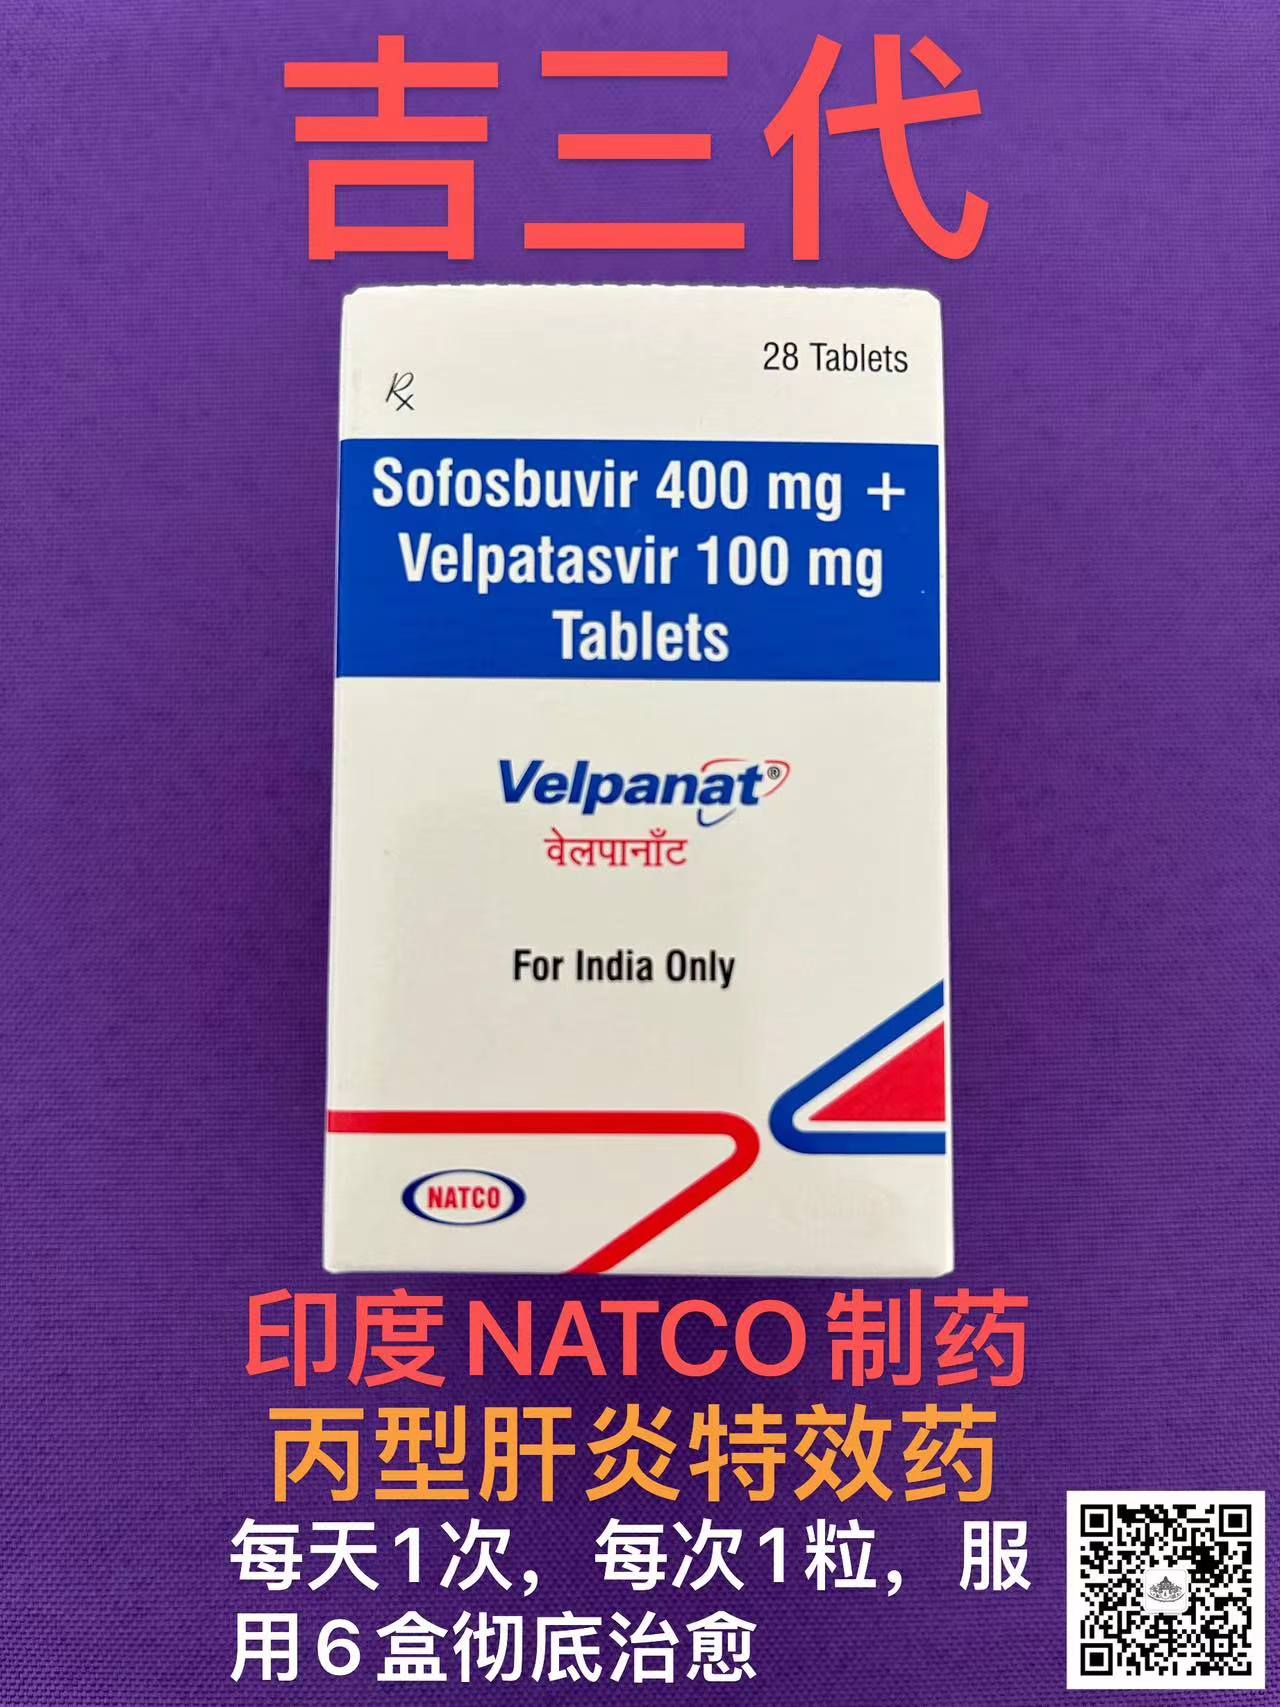 吉三代
28 Tablets
Rx
Sofosbuvir 400 mg +
Velpatasvir 100 mg
Tablets
Velpanat®
वेलपानॉंट
For India Only
NATCO
印度NATCO制药
丙型肝炎特效药
每天1次，每次1粒，服
用6盒彻底治愈